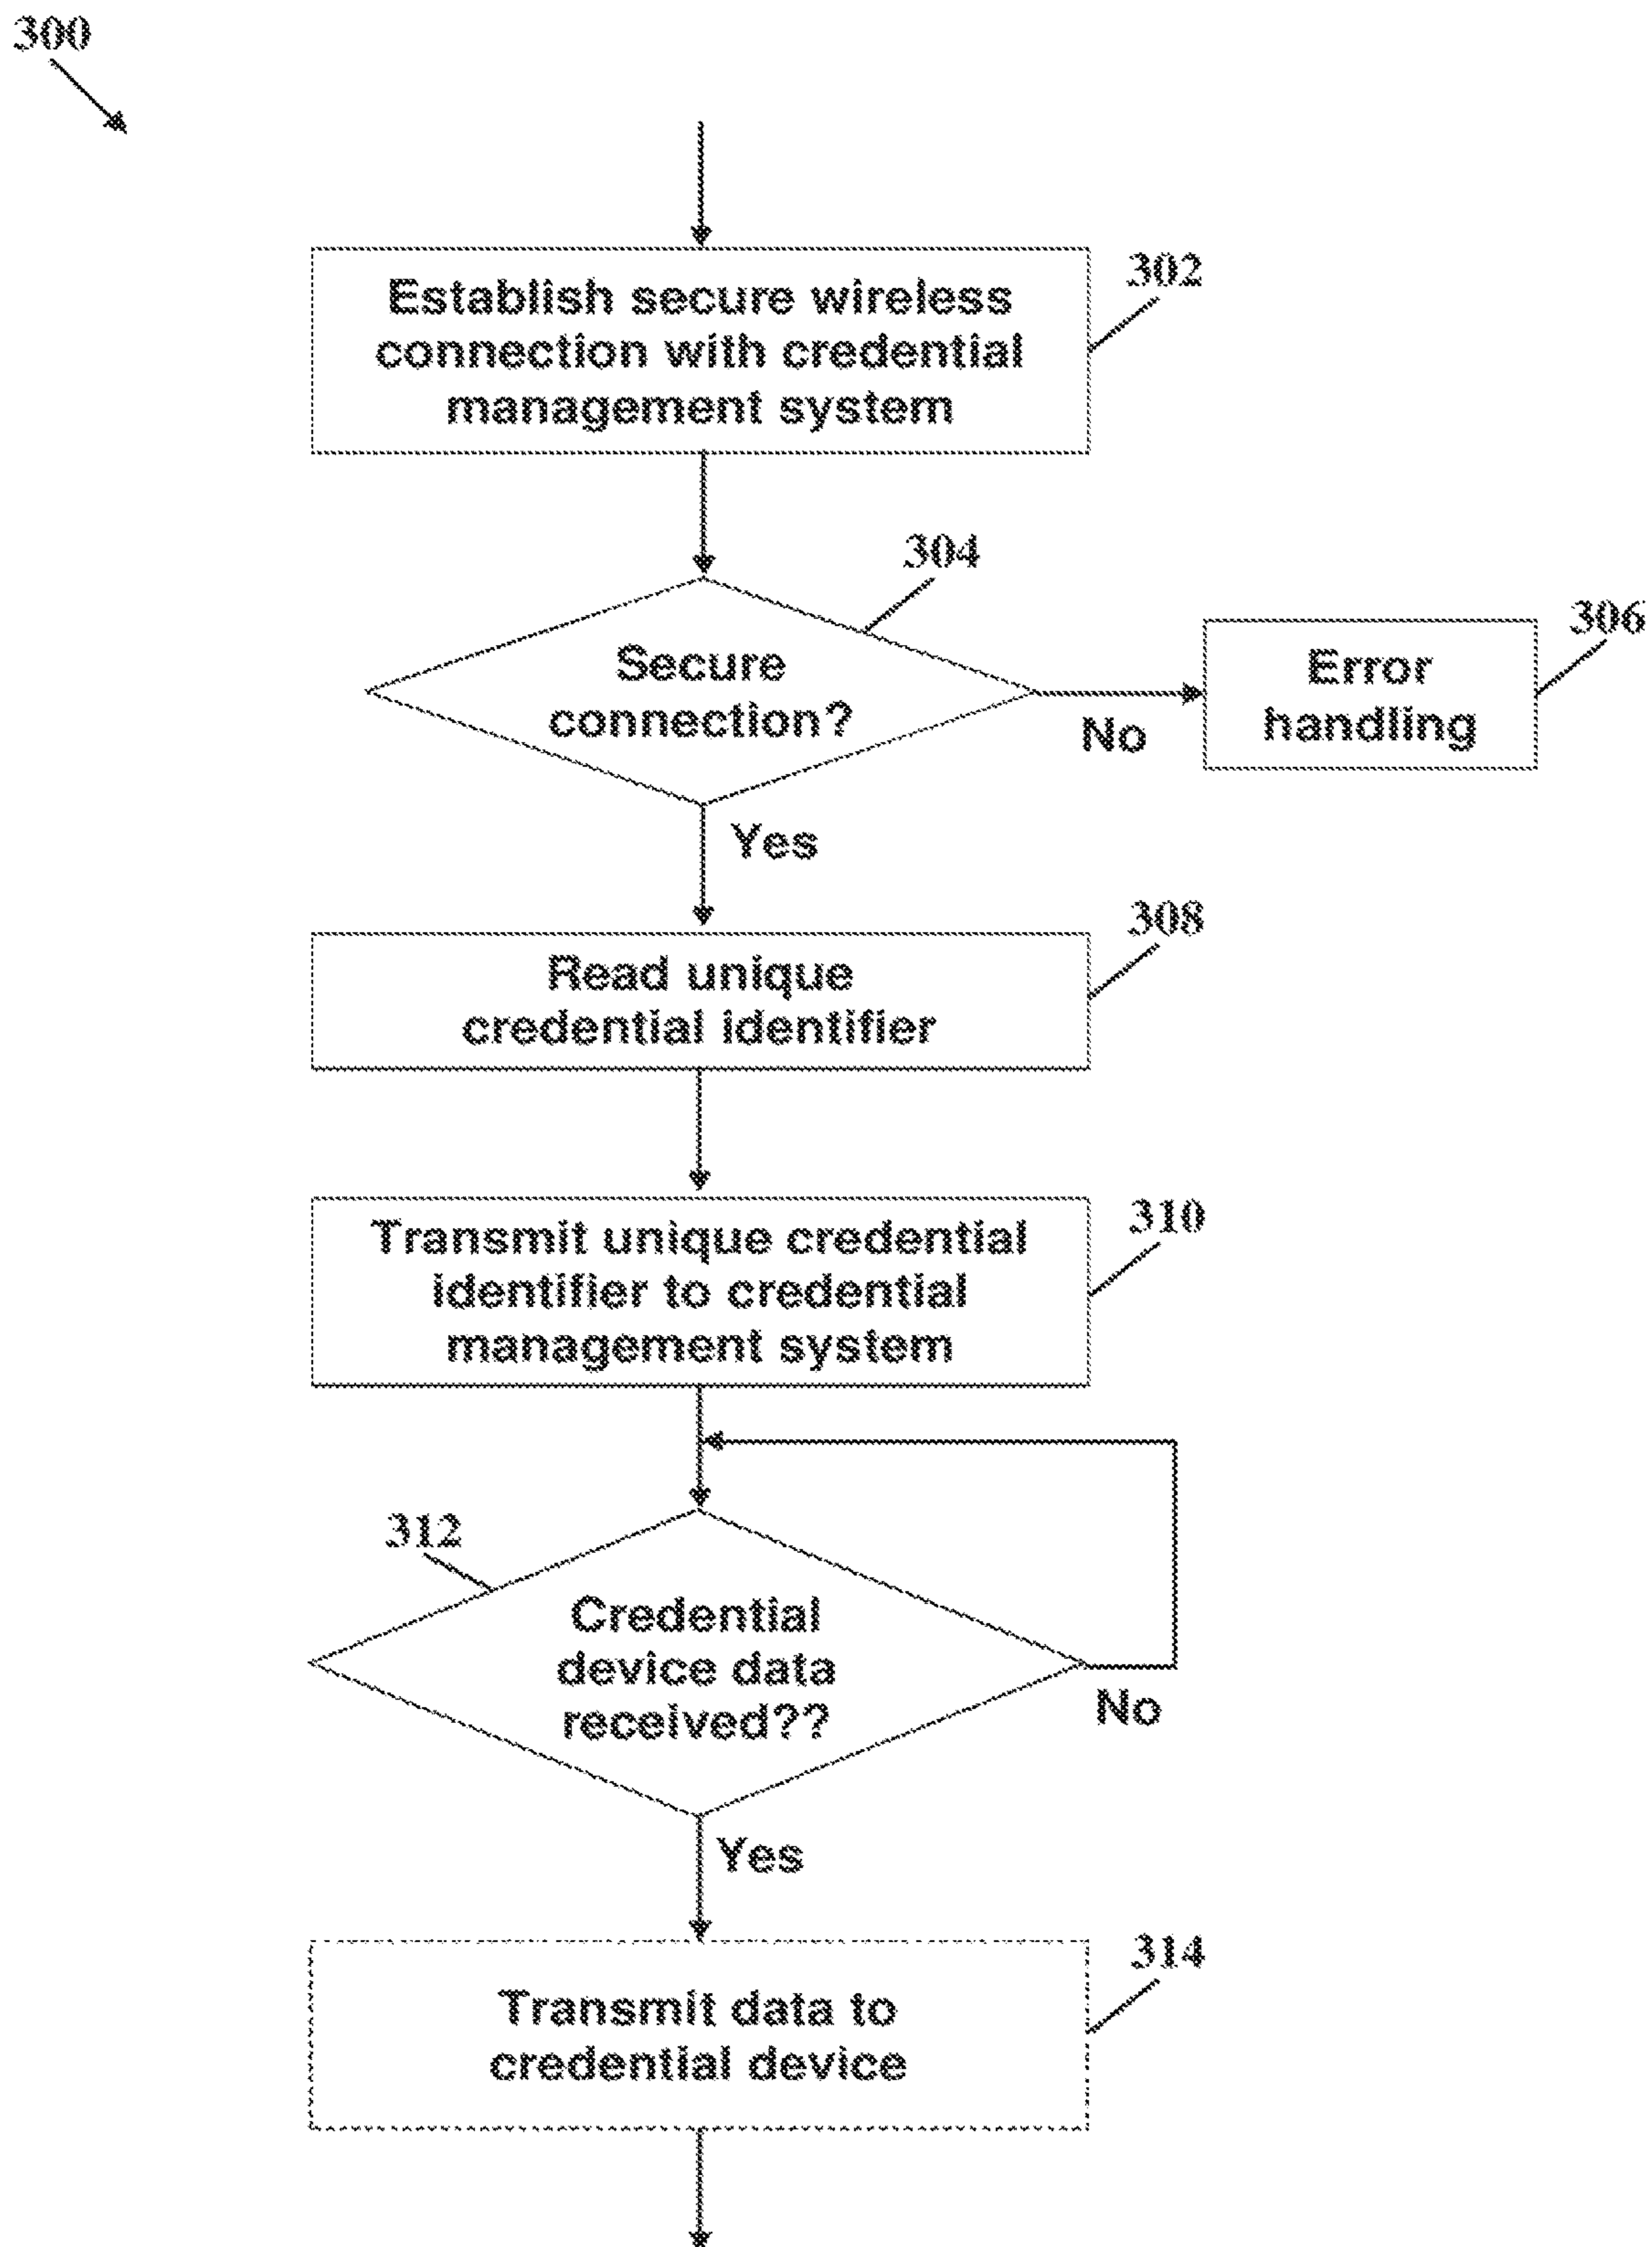 300
Establish secure wireless
connection with credential
management system
302
304
Secure
connection?
No
Error
handling
306
Yes
Read unique
credential identifier
308
Transmit unique credential
identifier to credential
management system
310
312
Credential
device data
received??
No
Yes
Transmit data to
credential device
314